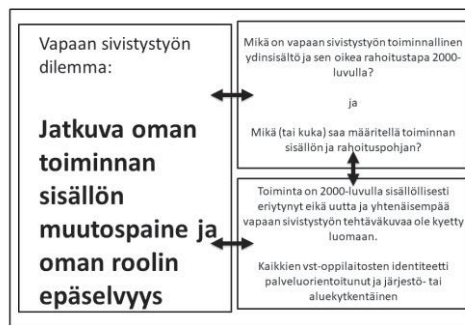 Vapaan sivistystyön
dilemma:
Jatkuva oman
toiminnan
sisällön
muutospaine ja
oman roolin
epäselvyys
Mikä on vapaan sivistystyön toiminnallinen
ydinsisältö ja sen oikea rahoitustapa 2000-
luvulla?
ja
Mikä (tai kuka) saa määritellä toiminnan
sisällön ja rahoituspohjan?
Toiminta on 2000-luvulla sisällöllisesti
eriytynyt eikä uutta ja yhtenäisempää
vapaan sivistystyön tehtäväkuvaa ole kyetty
luomaan.
Kaikkien vst-oppilaitosten identiteetti
palveluorientoitunut ja järjestö- tai
aluekytkentäinen